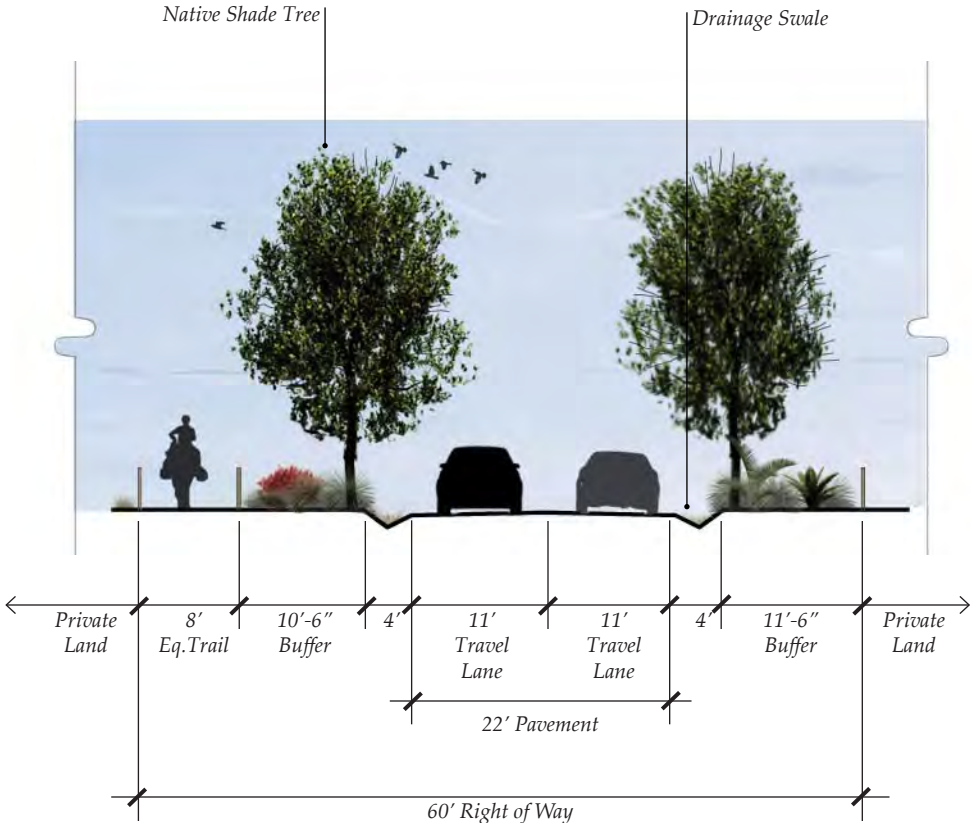 Native Shade Tree
Drainage Swale
Private
Land
8'
Eq.Trail
10'-6"
Buffer
4'
11'
Travel
Lane
11'
Travel
Lane
4'
11'-6"
Buffer
Private
Land
22' Pavement
60' Right of Way